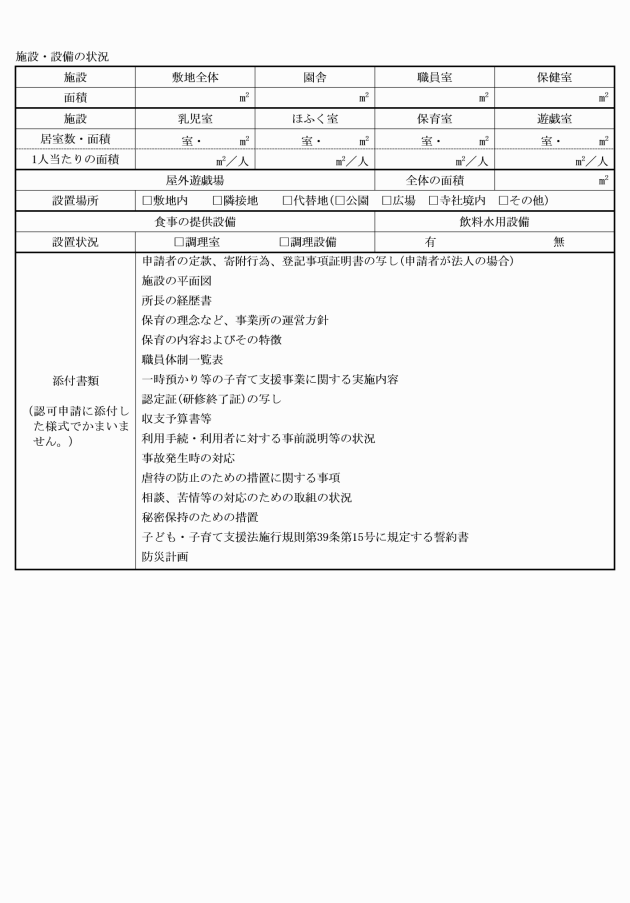 施設・設備の状況
施設 敷地全体 園舎 職員室 保健室
面積 ㎡ ㎡ ㎡ ㎡
施設 乳児室 ほふく室 保育室 遊戯室
居室数・面積 室・ ㎡ 室・ ㎡ 室・ ㎡ 室・ ㎡
1人当たりの面積 ㎡／人 ㎡／人 ㎡／人 ㎡／人
屋外遊戯場 全体の面積 ㎡
設置場所 □敷地内 □隣接地 □代替地(□公園 □広場 □寺社境内 □その他)
食事の提供設備 飲料水用設備
設置状況 □調理室 □調理設備 有 無
添付書類
(認可申請に添付し
た様式でかまいま
せん。)
申請者の定款、寄附行為、登記事項証明書の写し(申請者が法人の場合)
施設の平面図
所長の経歴書
保育の理念など、事業所の運営方針
保育の内容およびその特徴
職員体制一覧表
一時預かり等の子育て支援事業に関する実施内容
認定証(研修終了証)の写し
収支予算書等
利用手続・利用者に対する事前説明等の状況
事故発生時の対応
虐待の防止のための措置に関する事項
相談、苦情等の対応のための取組の状況
秘密保持のための措置
子ども・子育て支援法施行規則第39条第15号に規定する誓約書
防災計画